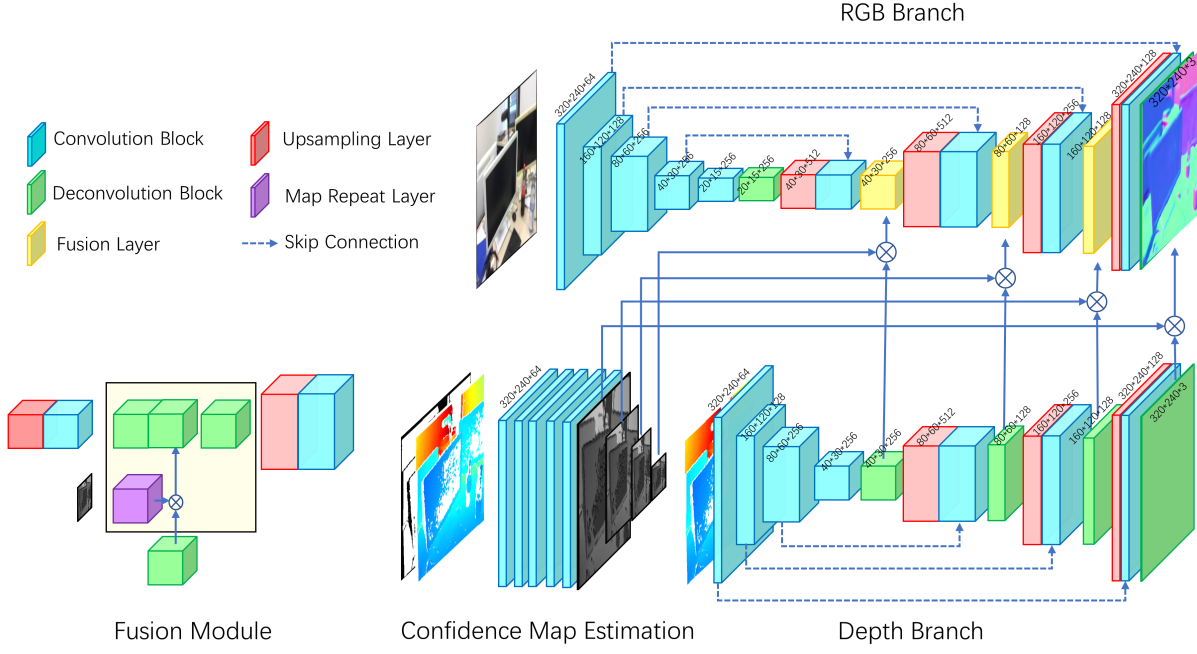 RGB Branch
Convolution Block
Deconvolution Block
Fusion Layer
Upsampling Layer
Map Repeat Layer
Skip Connection
320*240*64
160*120*128
80*60*256
40*30*256
20*15*256
20*15*256
40*30*512
40*30*256
80*60*512
80*60*128
160*120*256
160*120*128
320*240*128
320*240*3
320*240*64
320*240*64
160*120*128
80*60*256
40*30*256
40*30*256
80*60*512
80*60*128
160*120*256
160*120*128
320*240*128
320*240*3
Fusion Module
Confidence Map Estimation
Depth Branch